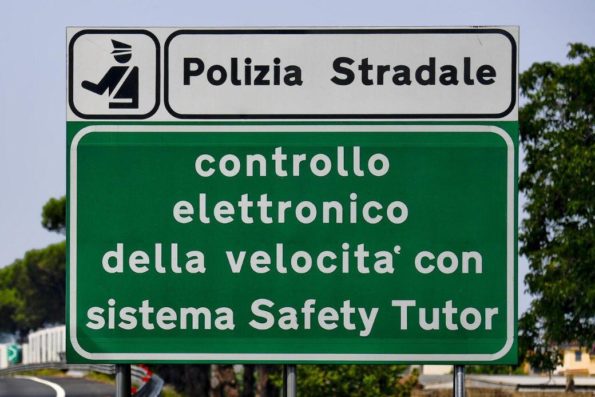 Polizia Stradale
controllo
elettronico
della velocita' con
sistema Safety Tutor